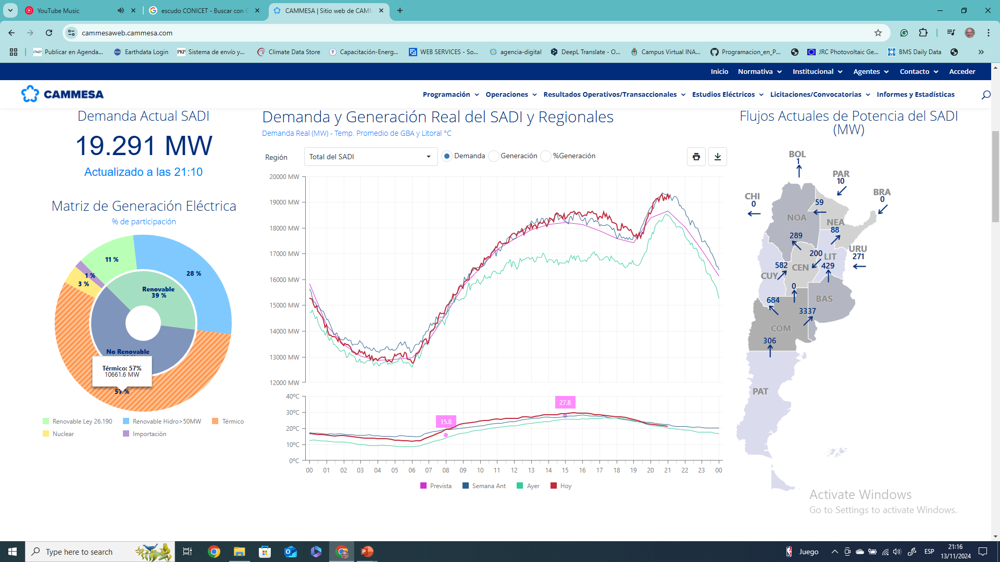 YouTube Music
escudo CONICET - Buscar con G
CAMMESA | Sitio web de CAMM
cammesaweb.cammesa.com
Publicar en Agenda...
Earthdata Login
PKP Sistema de envío y...
Climate Data Store
Capacitación-Energ...
WEB SERVICES - So...
agencia-digital
DeepL Translate - O...
Campus Virtual INA...
Programacion_en_P...
JRC Photovoltaic Ge...
BMS Daily Data
Inicio Normativa Institucional Agentes Contacto Acceder
CAMMESA
Programación Operaciones Resultados Operativos/Transaccionales Estudios Eléctricos Licitaciones/Convocatorias Informes y Estadísticas
Demanda Actual SADI
19.291 MW
Actualizado a las 21:10
Matriz de Generación Eléctrica
% de participación
11 %
28 %
1 %
3 %
Renovable
39 %
No Renovable
Térmico: 57%
10661.6 MW
57 %
Renovable Ley 26.190 Renovable Hidro>50MW Térmico
Nuclear Importación
Demanda y Generación Real del SADI y Regionales
Demanda Real (MW) - Temp. Promedio de GBA y Litoral °C
Región Total del SADI Demanda Generación %Generación
20000 MW
19000 MW
18000 MW
17000 MW
16000 MW
15000 MW
14000 MW
13000 MW
12000 MW
40ºC
30ºC
20ºC
10ºC
0ºC
15.8
27.8
00 01 02 03 04 05 06 07 08 09 10 11 12 13 14 15 16 17 18 19 20 21 22 23 00
Prevista Semana Ant Ayer Hoy
Flujos Actuales de Potencia del SADI
(MW)
BOL
1
PAR
10
BRA
0
CHI
0
59
NOA
NEA
88
289
URU
271
200
LIT
429
582
CEN
CUY
0
684
BAS
3337
COM
306
PAT
Activate Windows
Go to Settings to activate Windows.
Type here to search
Juego
ESP
21:16
13/11/2024